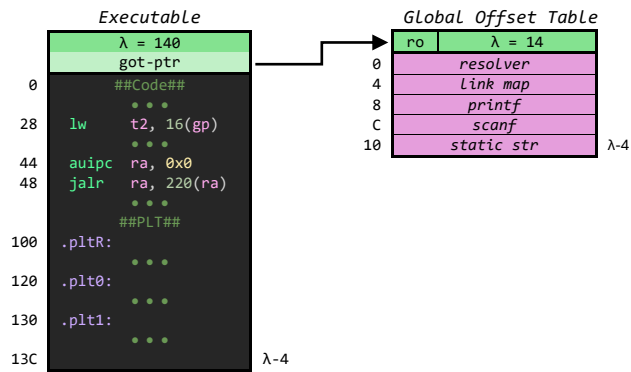 Executable
λ = 140
got-ptr
0 ##Code##
• • •
28 lw t2, 16(gp)
• • •
44 auipc ra, 0x0
48 jalr ra, 220(ra)
• • •
##PLT##
100 .pltR:
• • •
120 .plt0:
• • •
130 .plt1:
• • •
13C λ-4
Global Offset Table
ro λ = 14
0 resolver
4 link map
8 printf
C scanf
10 static str λ-4